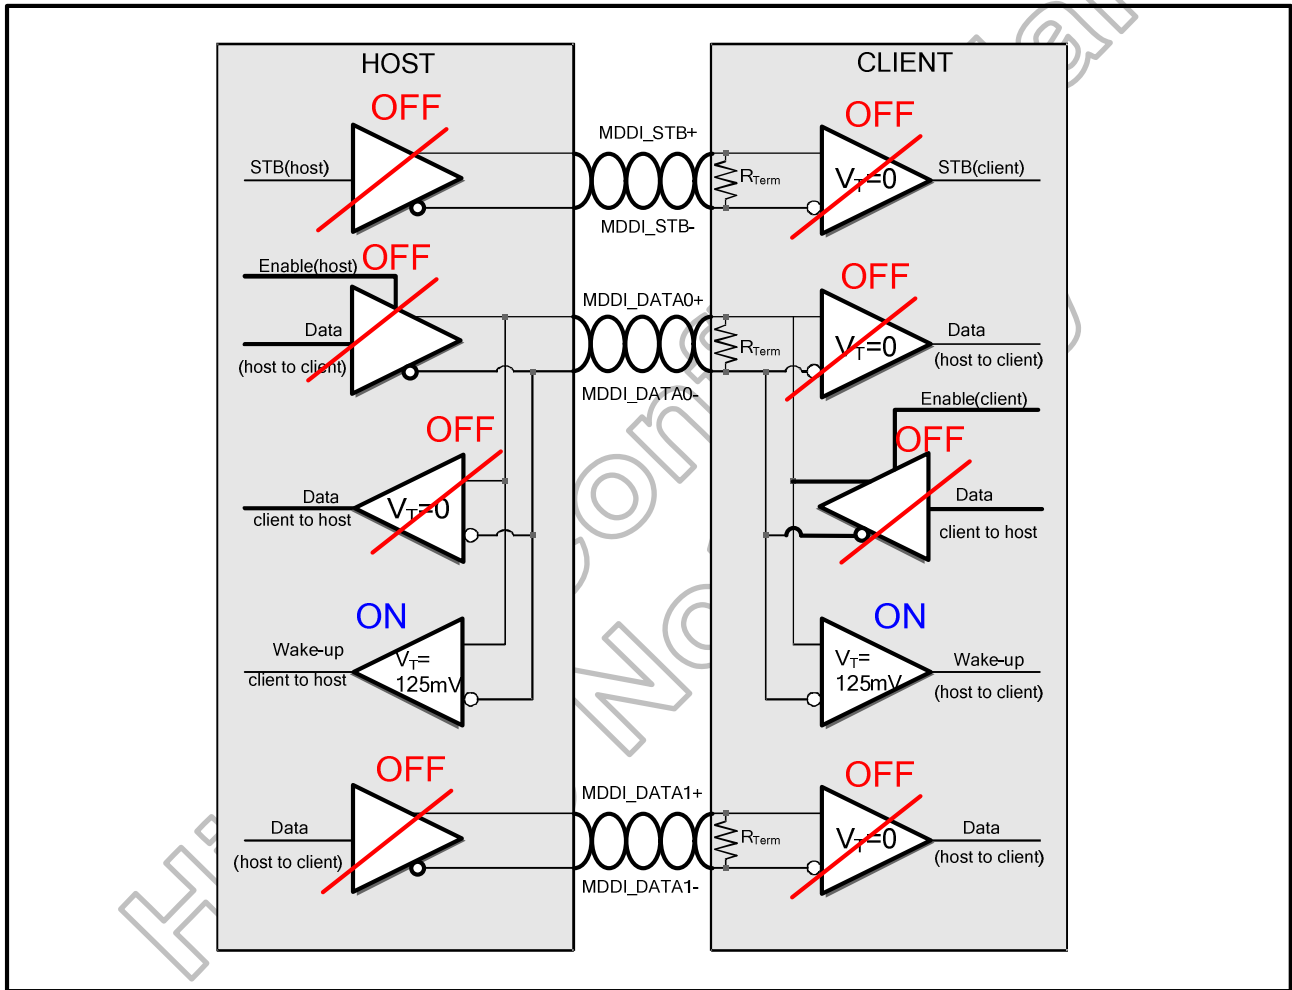 HOST
CLIENT
OFF
OFF
MDDI_STB+
STB(host)
RTerm
VT=0
STB(client)
MDDI_STB-
Enable(host)
OFF
OFF
MDDI_DATA0+
Data
(host to client)
RTerm
VT=0
Data
(host to client)
MDDI_DATA0-
Enable(client)
OFF
OFF
Data
client to host
VT=0
Data
client to host
ON
ON
Wake-up
client to host
VT=
125mV
VT=
125mV
Wake-up
(host to client)
OFF
OFF
MDDI_DATA1+
Data
(host to client)
RTerm
VT=0
Data
(host to client)
MDDI_DATA1-